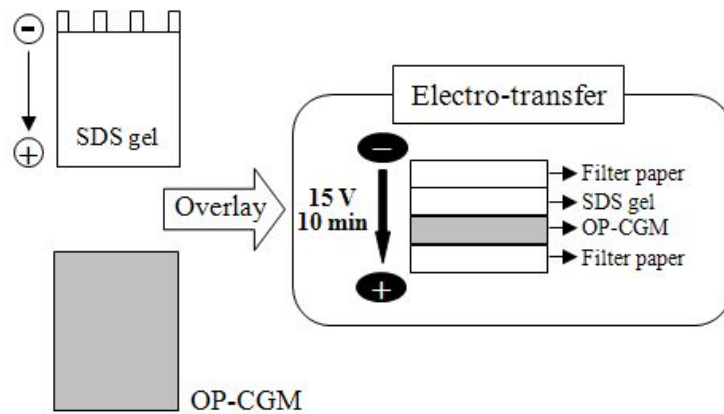 −
SDS gel
+
Overlay
OP-CGM
Electro-transfer
−
15 V
10 min
+
Filter paper
SDS gel
OP-CGM
Filter paper